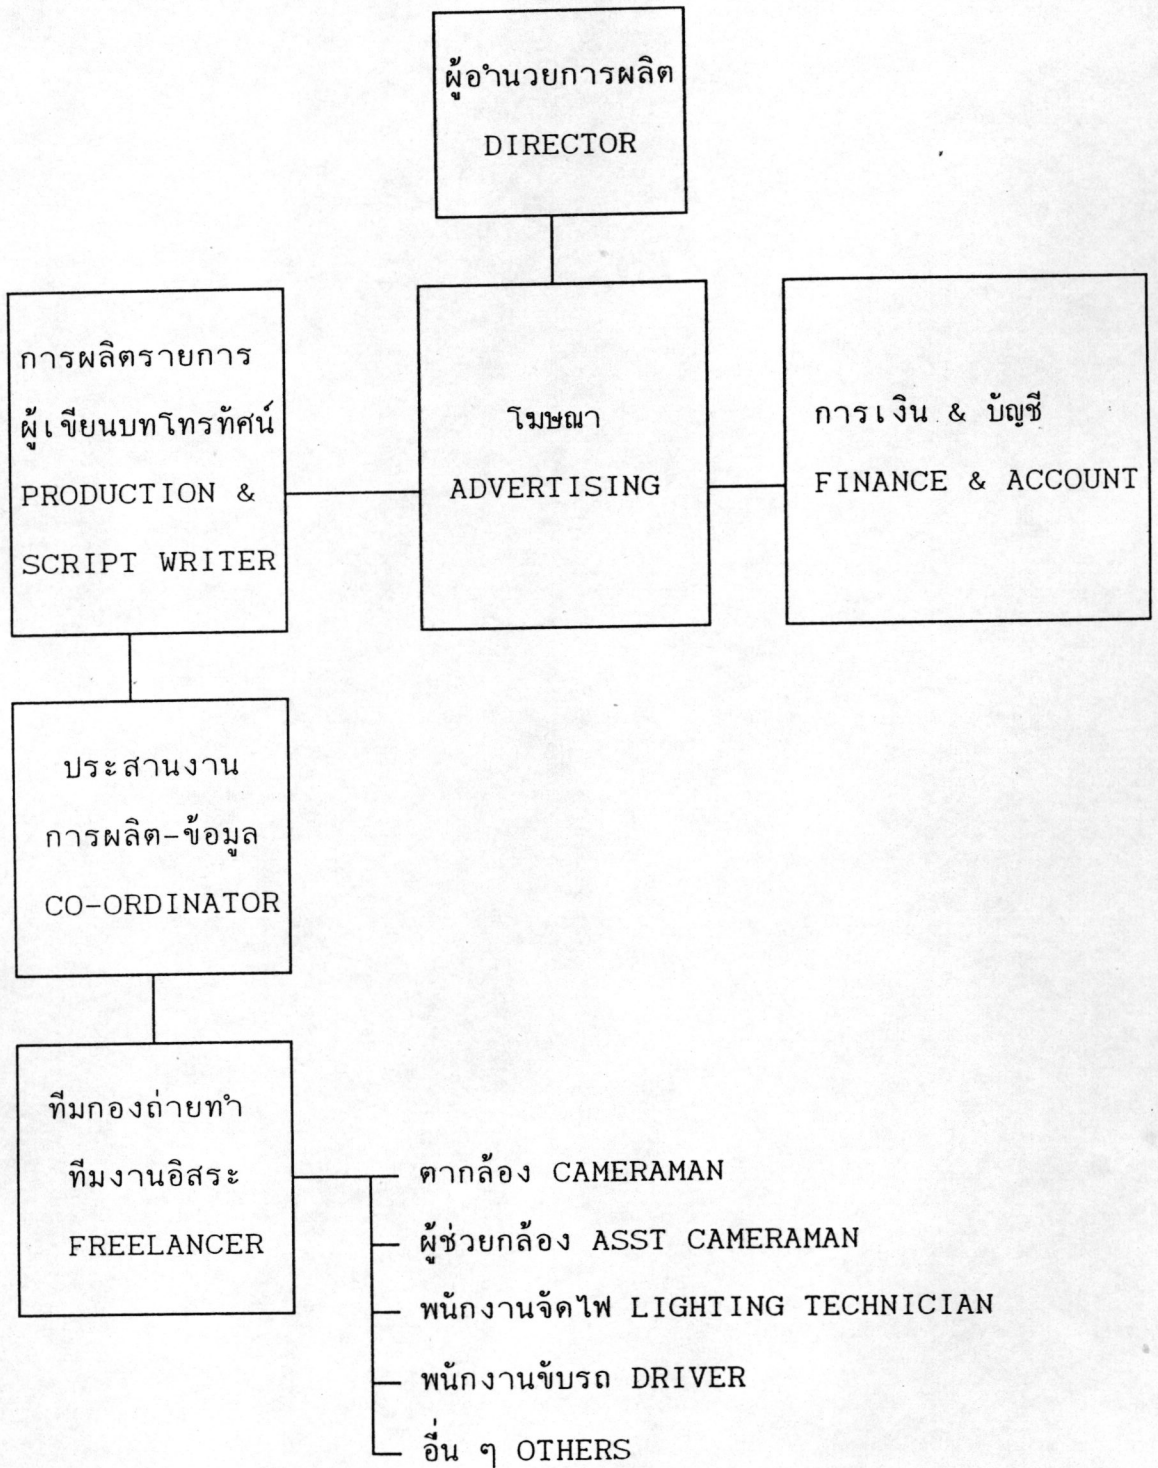 ผู้อำนวยการผลิต
DIRECTOR
การผลิตรายการ
ผู้เขียนบทโทรทัศน์
PRODUCTION &
SCRIPT WRITER
โฆษณา
ADVERTISING
การเงิน & บัญชี
FINANCE & ACCOUNT
ประสานงาน
การผลิต-ข้อมูล
CO-ORDINATOR
ทีมกองถ่ายทำ
ทีมงานอิสระ
FREELANCER
ตากล้อง CAMERAMAN
ผู้ช่วยกล้อง ASST CAMERAMAN
พนักงานจัดไฟ LIGHTING TECHNICIAN
พนักงานขับรถ DRIVER
อื่น ๆ OTHERS